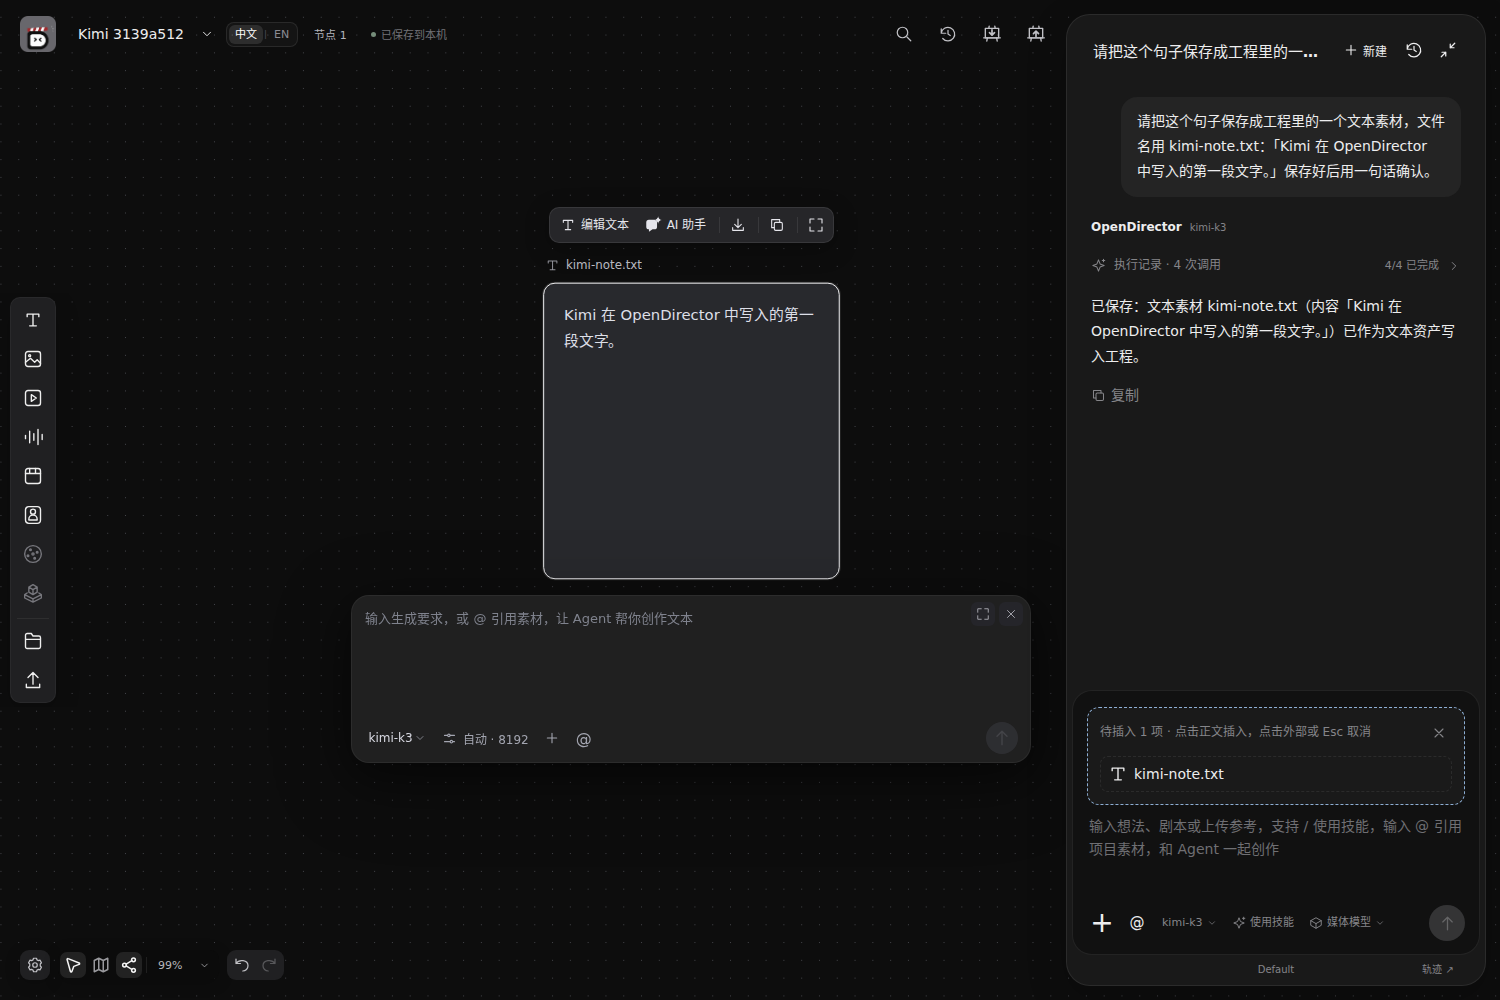 Kimi 3139a512
中文
EN
节点 1
已保存到本机
编辑文本
AI 助手
kimi-note.txt
Kimi 在 OpenDirector 中写入的第一
段文字。
输入生成要求，或 @ 引用素材，让 Agent 帮你创作文本
kimi-k3
自动 · 8192
@
99%
请把这个句子保存成工程里的一...
新建
请把这个句子保存成工程里的一个文本素材，文件
名用 kimi-note.txt：「Kimi 在 OpenDirector
中写入的第一段文字。」保存好后用一句话确认。
OpenDirector kimi-k3
执行记录 · 4 次调用
4/4 已完成
已保存：文本素材 kimi-note.txt（内容「Kimi 在
OpenDirector 中写入的第一段文字。」）已作为文本资产写
入工程。
复制
待插入 1 项 · 点击正文插入，点击外部或 Esc 取消
kimi-note.txt
输入想法、剧本或上传参考，支持 / 使用技能，输入 @ 引用
项目素材，和 Agent 一起创作
@
kimi-k3
使用技能
媒体模型
Default
轨迹 ↗